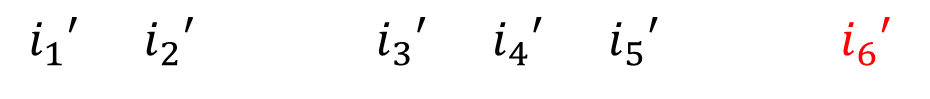 i₁′ i₂′ i₃′ i₄′ i₅′ i₆′